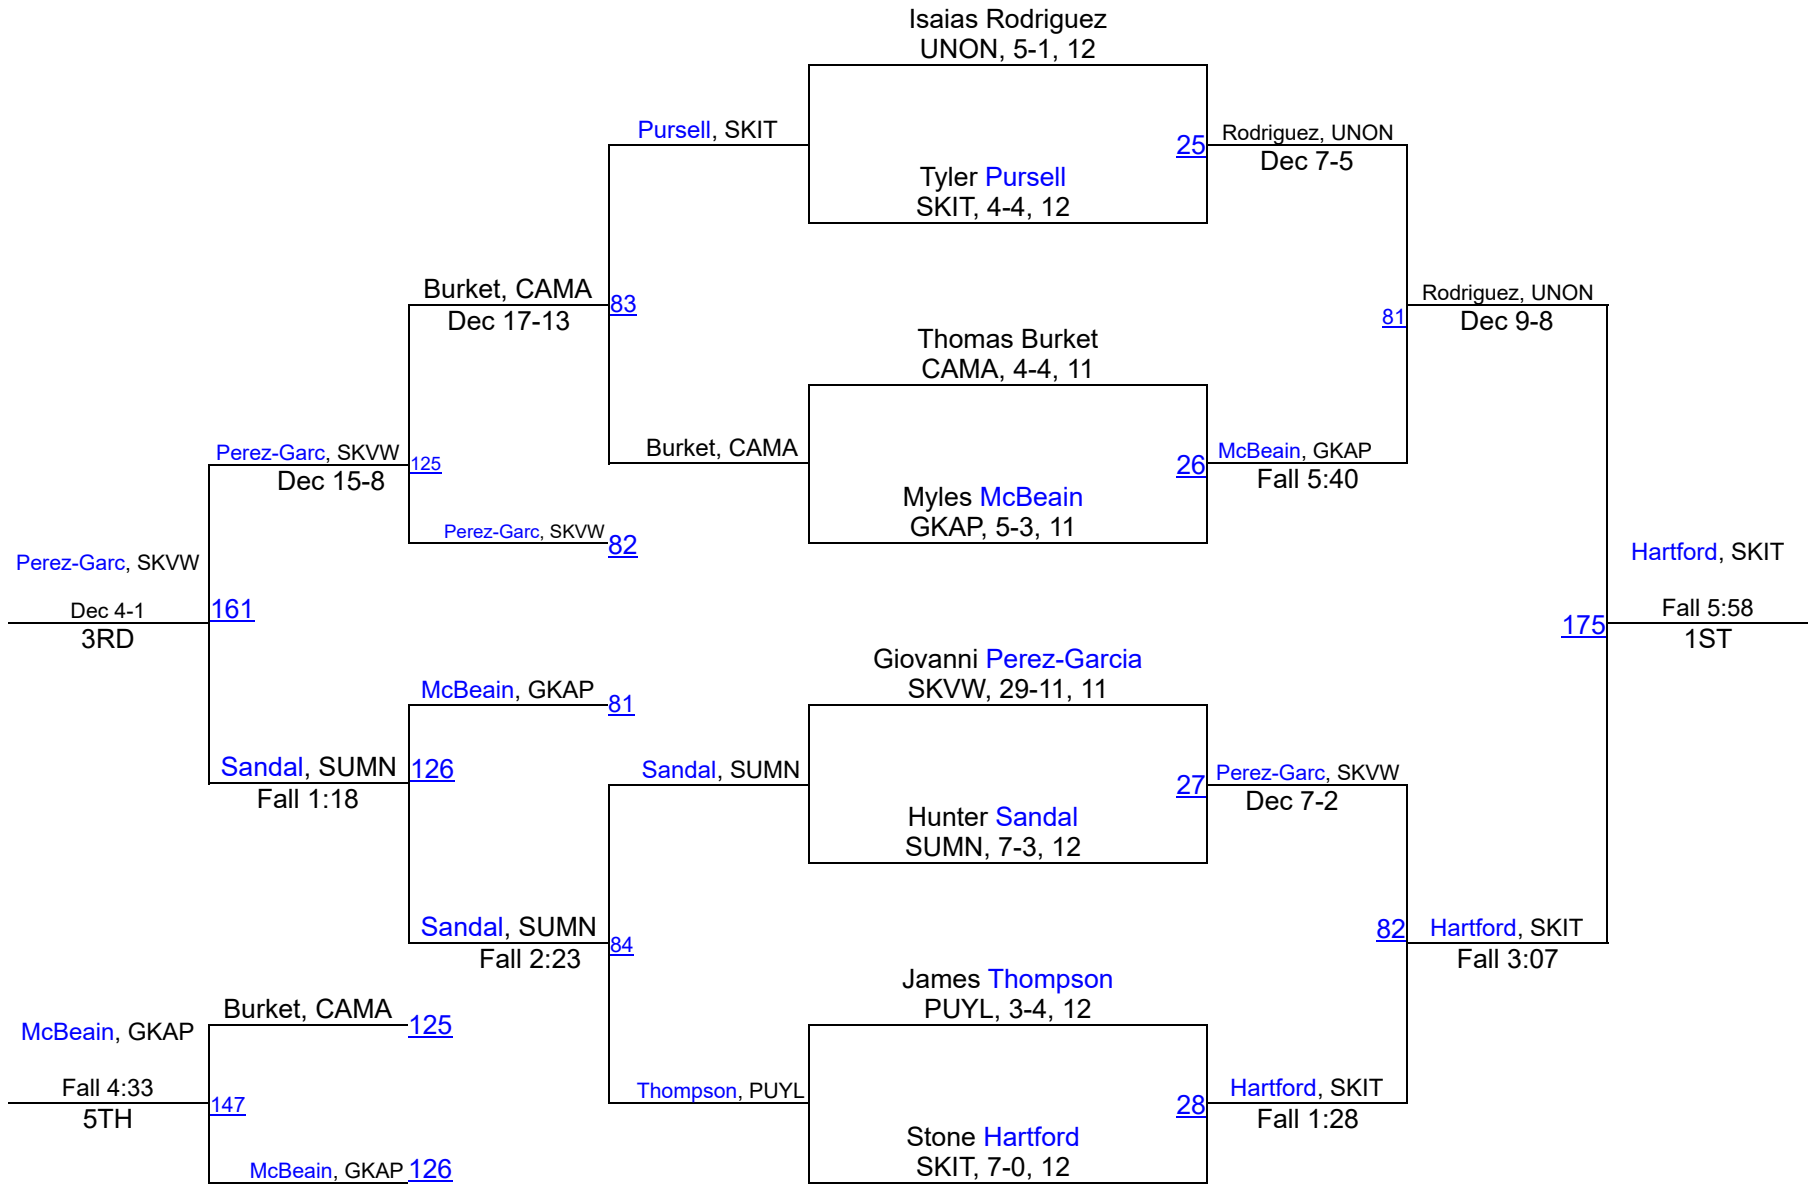 Isaias Rodriguez
UNON, 5-1, 12
Pursell, SKIT
25
Rodriguez, UNON
Dec 7-5
Tyler Pursell
SKIT, 4-4, 12
Burket, CAMA
Dec 17-13
83
Rodriguez, UNON
Dec 9-8
81
Thomas Burket
CAMA, 4-4, 11
Perez-Garc, SKVW
Dec 15-8
125
Burket, CAMA
26
McBeain, GKAP
Fall 5:40
Myles McBeain
GKAP, 5-3, 11
Perez-Garc, SKVW
82
Perez-Garc, SKVW
Dec 4-1
3RD
161
Hartford, SKIT
Fall 5:58
1ST
175
Giovanni Perez-Garcia
SKVW, 29-11, 11
McBeain, GKAP
81
Sandal, SUMN
Fall 1:18
126
Sandal, SUMN
27
Perez-Garc, SKVW
Dec 7-2
Hunter Sandal
SUMN, 7-3, 12
Sandal, SUMN
Fall 2:23
84
82
Hartford, SKIT
Fall 3:07
James Thompson
PUYL, 3-4, 12
Burket, CAMA
125
McBeain, GKAP
Fall 4:33
5TH
147
Thompson, PUYL
28
Hartford, SKIT
Fall 1:28
Stone Hartford
SKIT, 7-0, 12
McBeain, GKAP
126